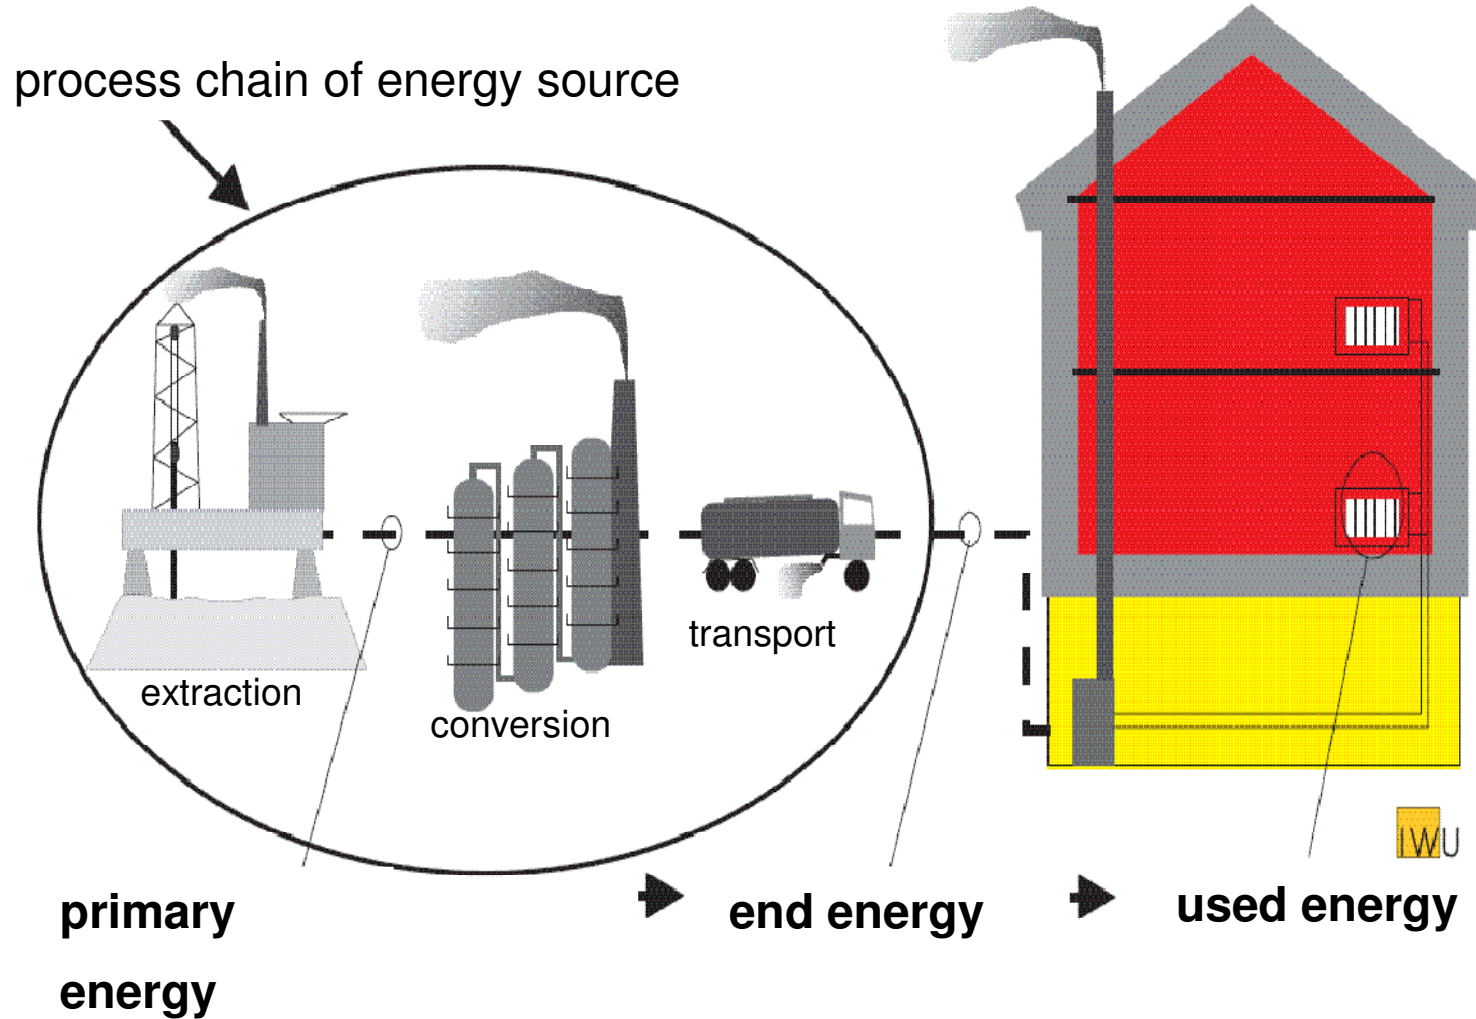 process chain of energy source
extraction
conversion
transport
IWU
primary
energy
end energy
used energy